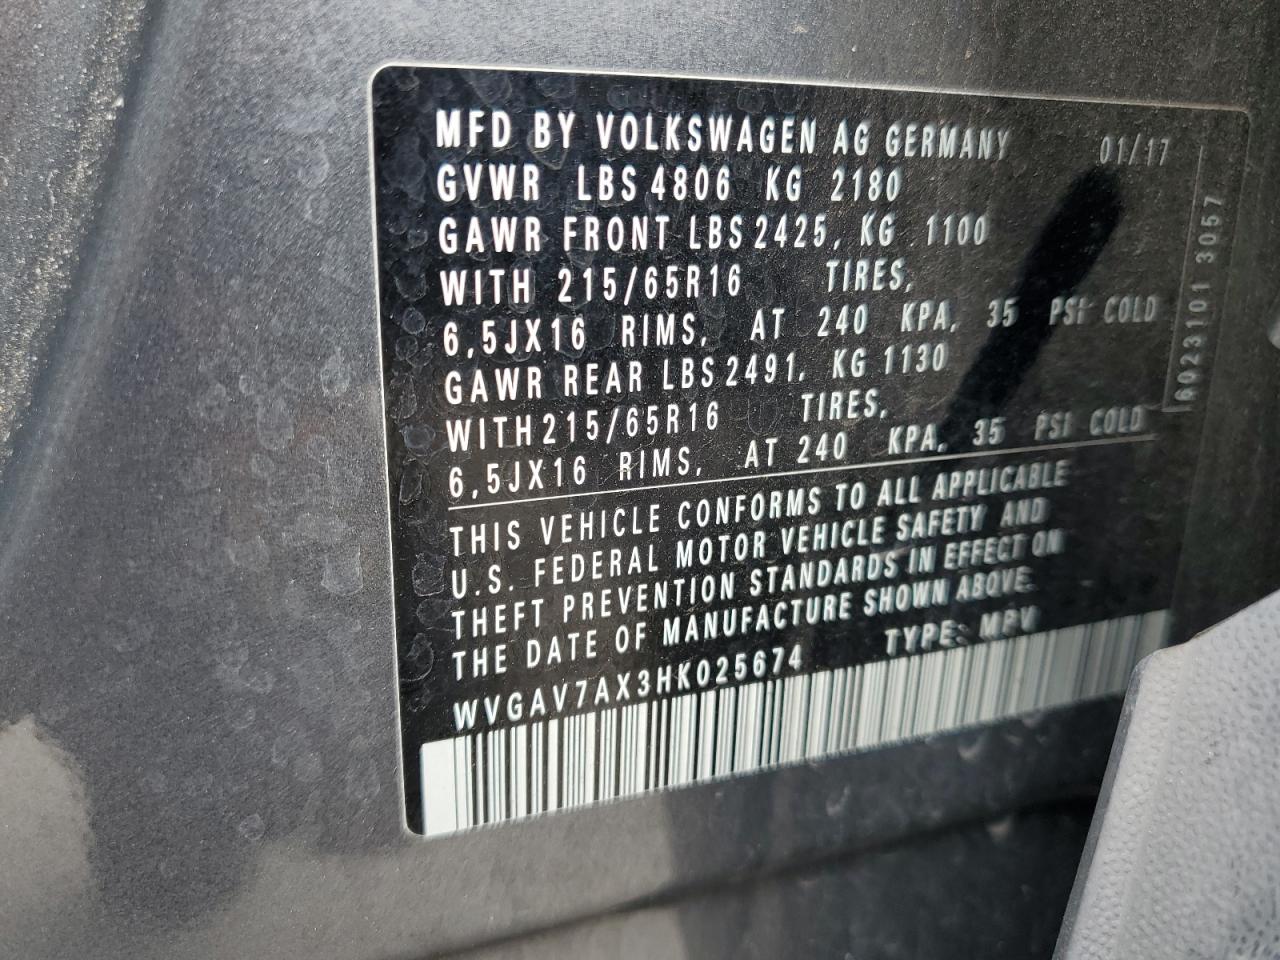 MFD BY VOLKSWAGEN AG GERMANY 01/17
GVWR LBS 4806 KG 2180
GAWR FRONT LBS 2425, KG 1100
WITH 215/65R16 TIRES,
6,5JX16 RIMS, AT 240 KPA, 35 PSI COLD
GAWR REAR LBS 2491, KG 1130
WITH 215/65R16 TIRES,
6,5JX16 RIMS, AT 240 KPA, 35 PSI COLD
THIS VEHICLE CONFORMS TO ALL APPLICABLE
U.S. FEDERAL MOTOR VEHICLE SAFETY AND
THEFT PREVENTION STANDARDS IN EFFECT ON
THE DATE OF MANUFACTURE SHOWN ABOVE.
WVGAV7AX3HK025674 TYPE: MPV
3057